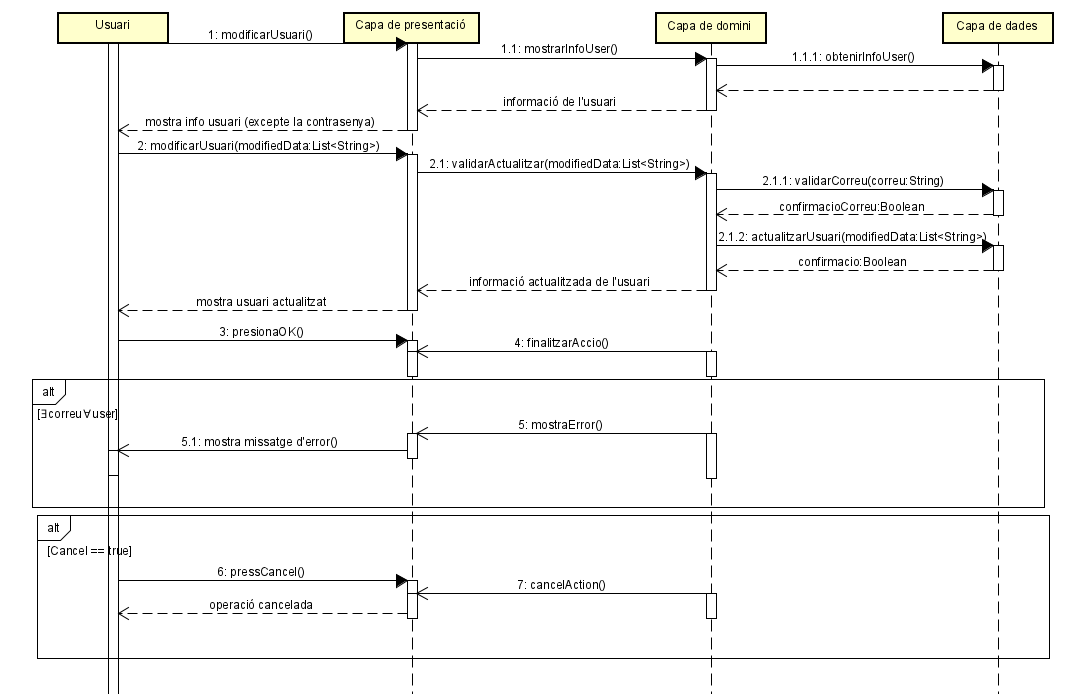 Usuari
Capa de presentació
Capa de domini
Capa de dades
1: modificarUsuari()
1.1: mostrarInfoUser()
1.1.1: obtenirInfoUser()
informació de l'usuari
mostra info usuari (excepte la contrasenya)
2: modificarUsuari(modifiedData:List<String>)
2.1: validarActualitzar(modifiedData:List<String>)
2.1.1: validarCorreu(correu:String)
confirmacioCorreu:Boolean
2.1.2: actualitzarUsuari(modifiedData:List<String>)
confirmacio:Boolean
informació actualitzada de l'usuari
mostra usuari actualitzat
3: presionaOK()
4: finalitzarAccio()
alt
[∃correu∀user]
5: mostraError()
5.1: mostra missatge d'error()
alt
[Cancel == true]
6: pressCancel()
7: cancelAction()
operació cancelada